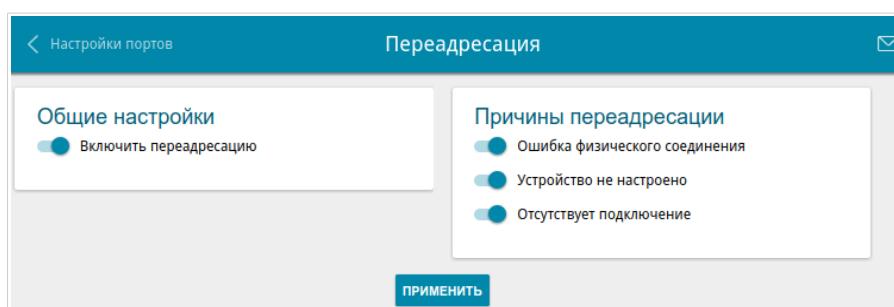 Настройки портов
Переадресация
Общие настройки
Включить переадресацию
Причины переадресации
Ошибка физического соединения
Устройство не настроено
Отсутствует подключение
ПРИМЕНИТЬ